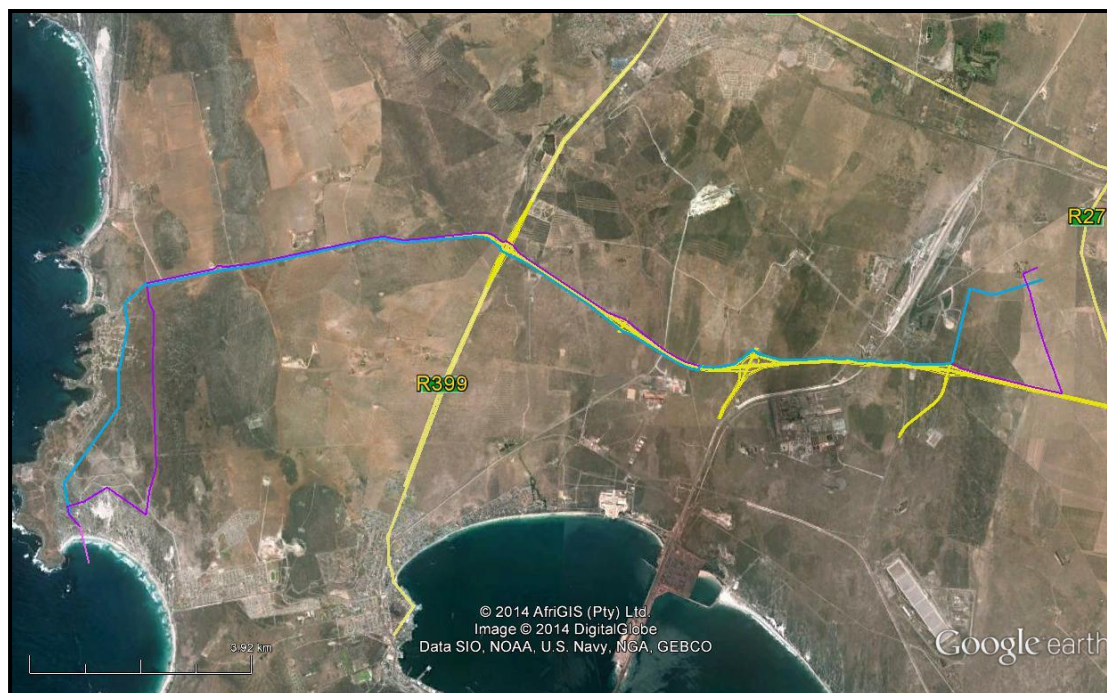 R27
R399
© 2014 AfriGIS (Pty) Ltd.
Image © 2014 DigitalGlobe
Data SIO, NOAA, U.S. Navy, NGA, GEBCO
3.92 km
Google earth